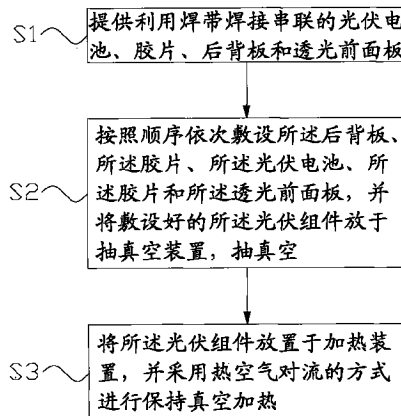 S1
提供利用焊带焊接串联的光伏电
池、胶片、后背板和透光前面板
S2
按照顺序依次敷设所述后背板、
所述胶片、所述光伏电池、所
述胶片和所述透光前面板，并
将敷设好的所述光伏组件放于
抽真空装置，抽真空
S3
将所述光伏组件放置于加热装
置，并采用热空气对流的方式
进行保持真空加热